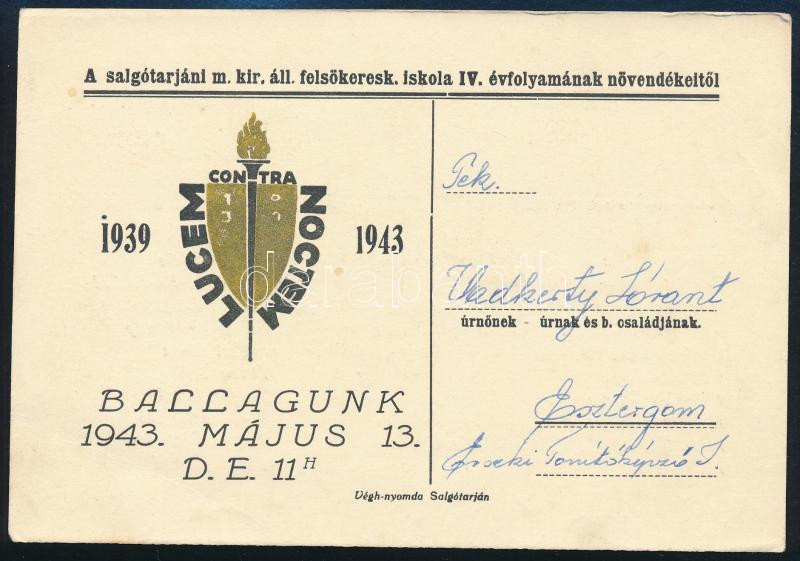 A salgótarjáni m. kir. áll. felsőkeresk. iskola IV. évfolyamának növendékeitől
CONTRA
LUCEM
NOCTEM
1939
1943
BALLAGUNK
1943. MÁJUS 13.
D. E. 11H
Végh-nyomda Salgótarján
Tek.
Vadkerty Lóránt
úrnőnek - úrnak és b. családjának.
Esztergom
Érseki Tanítóképző I.
darabanth